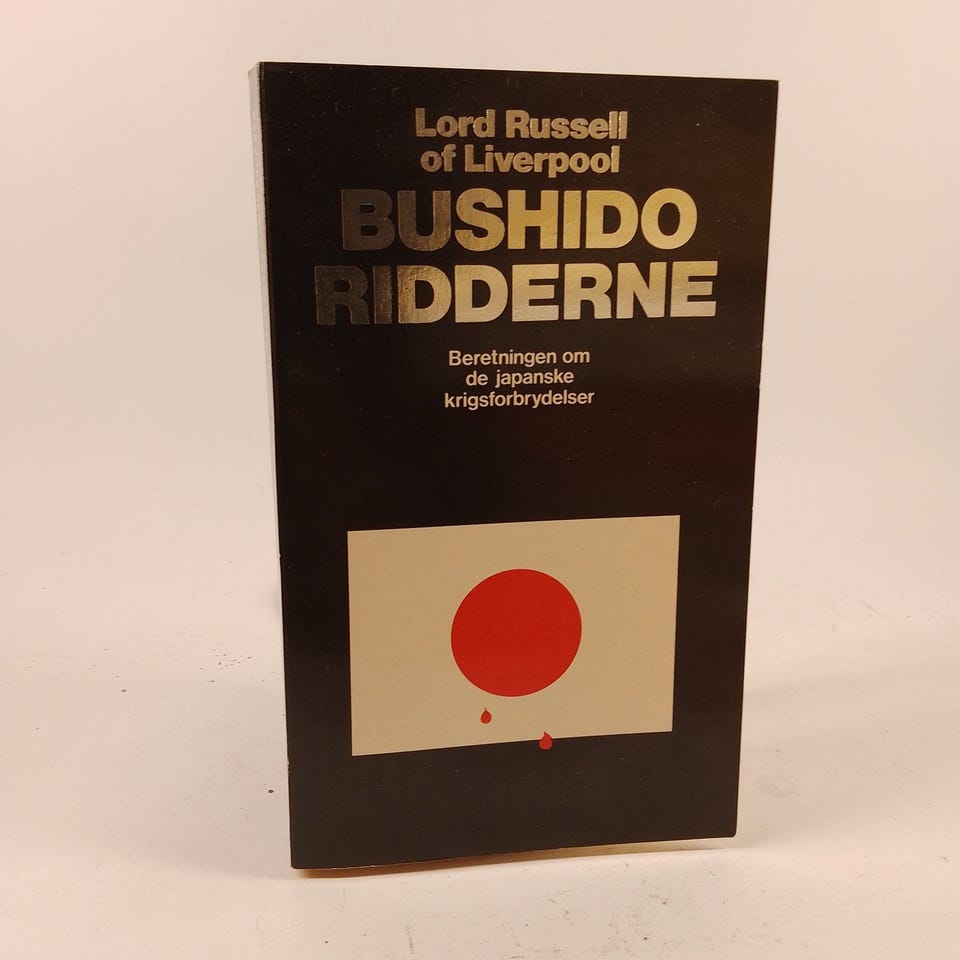 Lord Russell
of Liverpool
BUSHIDO
RIDDERNE
Beretningen om
de japanske
krigsforbrydelser